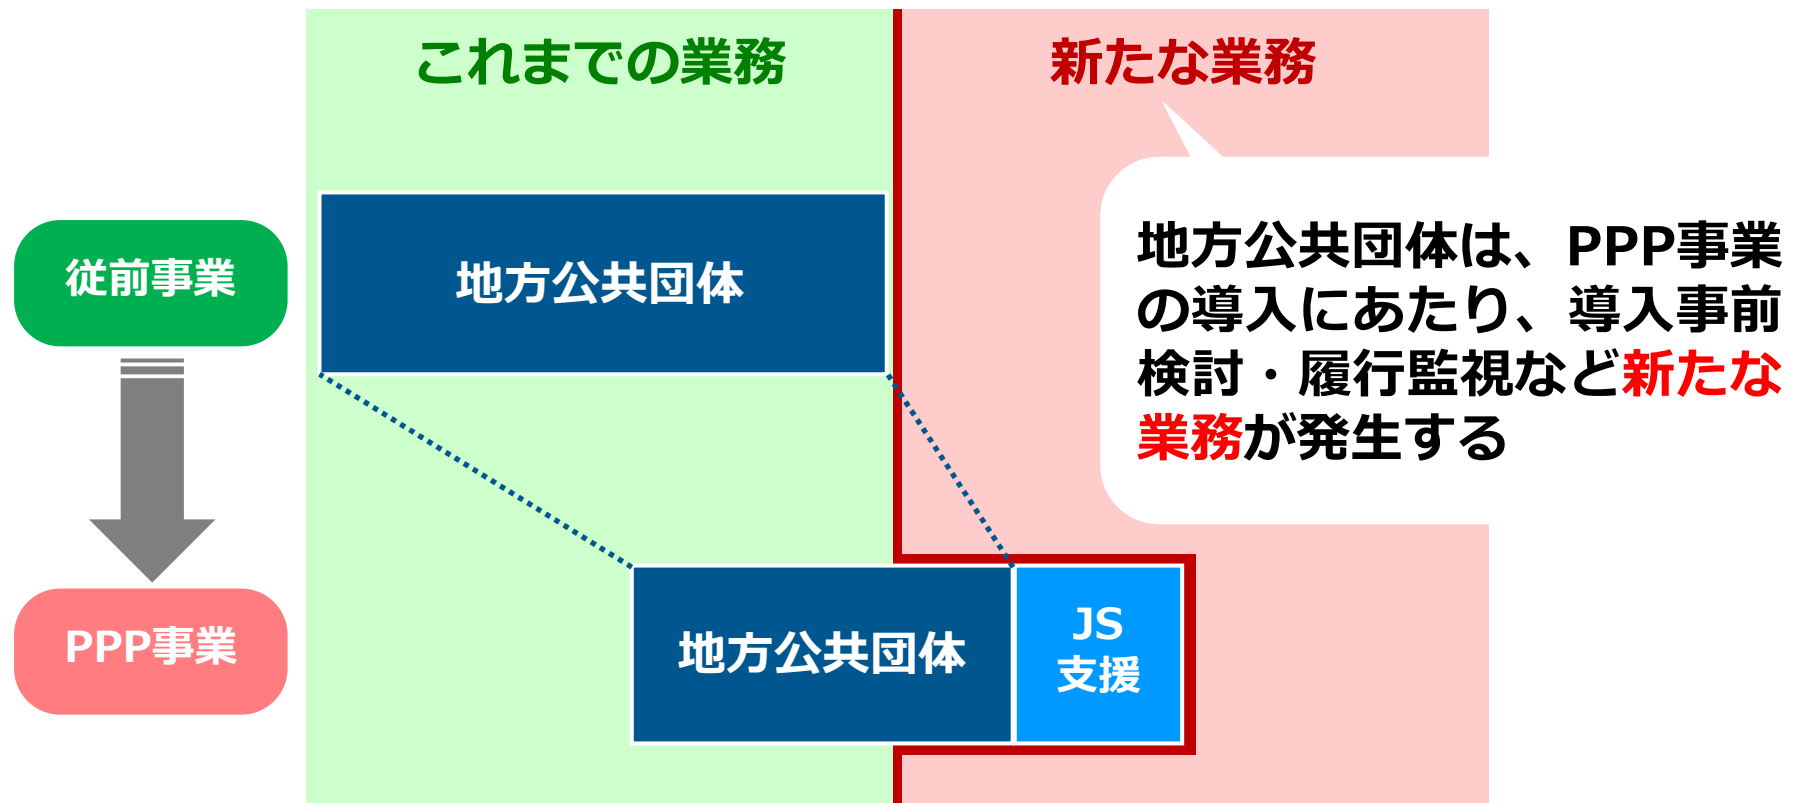 これまでの業務
新たな業務
従前事業
地方公共団体
地方公共団体は、PPP事業
の導入にあたり、導入事前
検討・履行監視など新たな
業務が発生する
PPP事業
地方公共団体
JS
支援